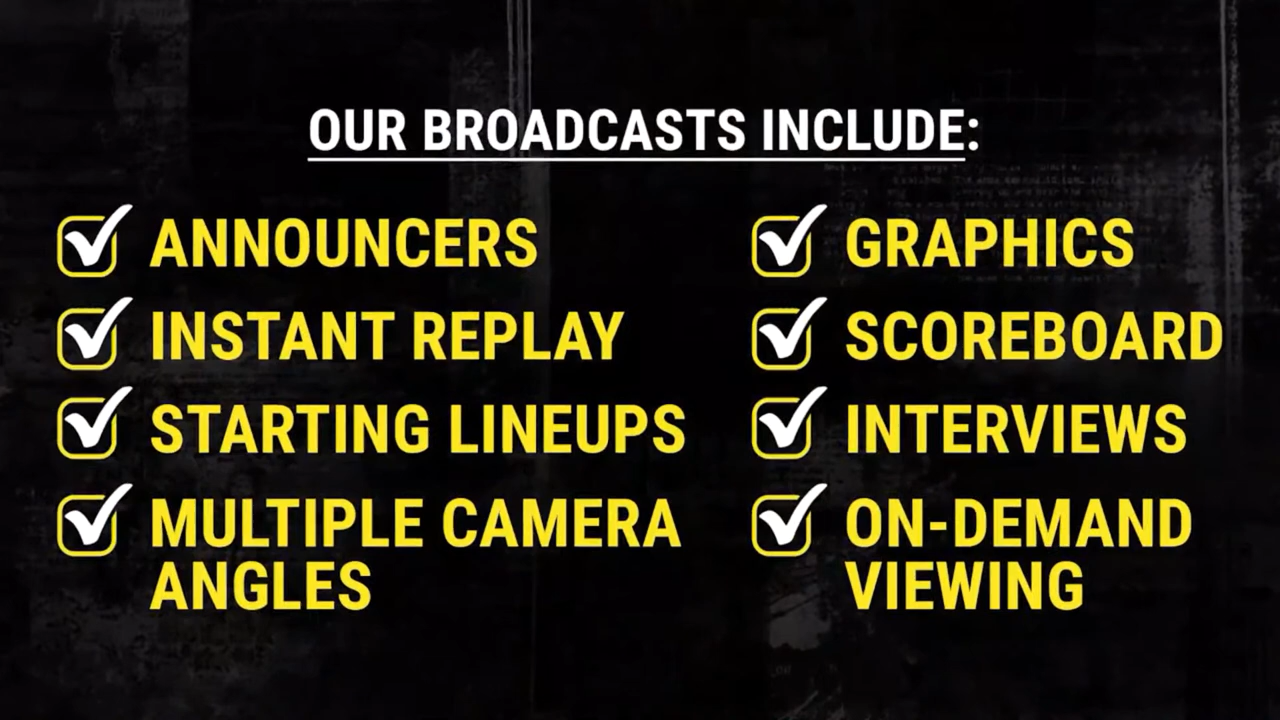 OUR BROADCASTS INCLUDE:
ANNOUNCERS
INSTANT REPLAY
STARTING LINEUPS
MULTIPLE CAMERA
ANGLES
GRAPHICS
SCOREBOARD
INTERVIEWS
ON-DEMAND
VIEWING